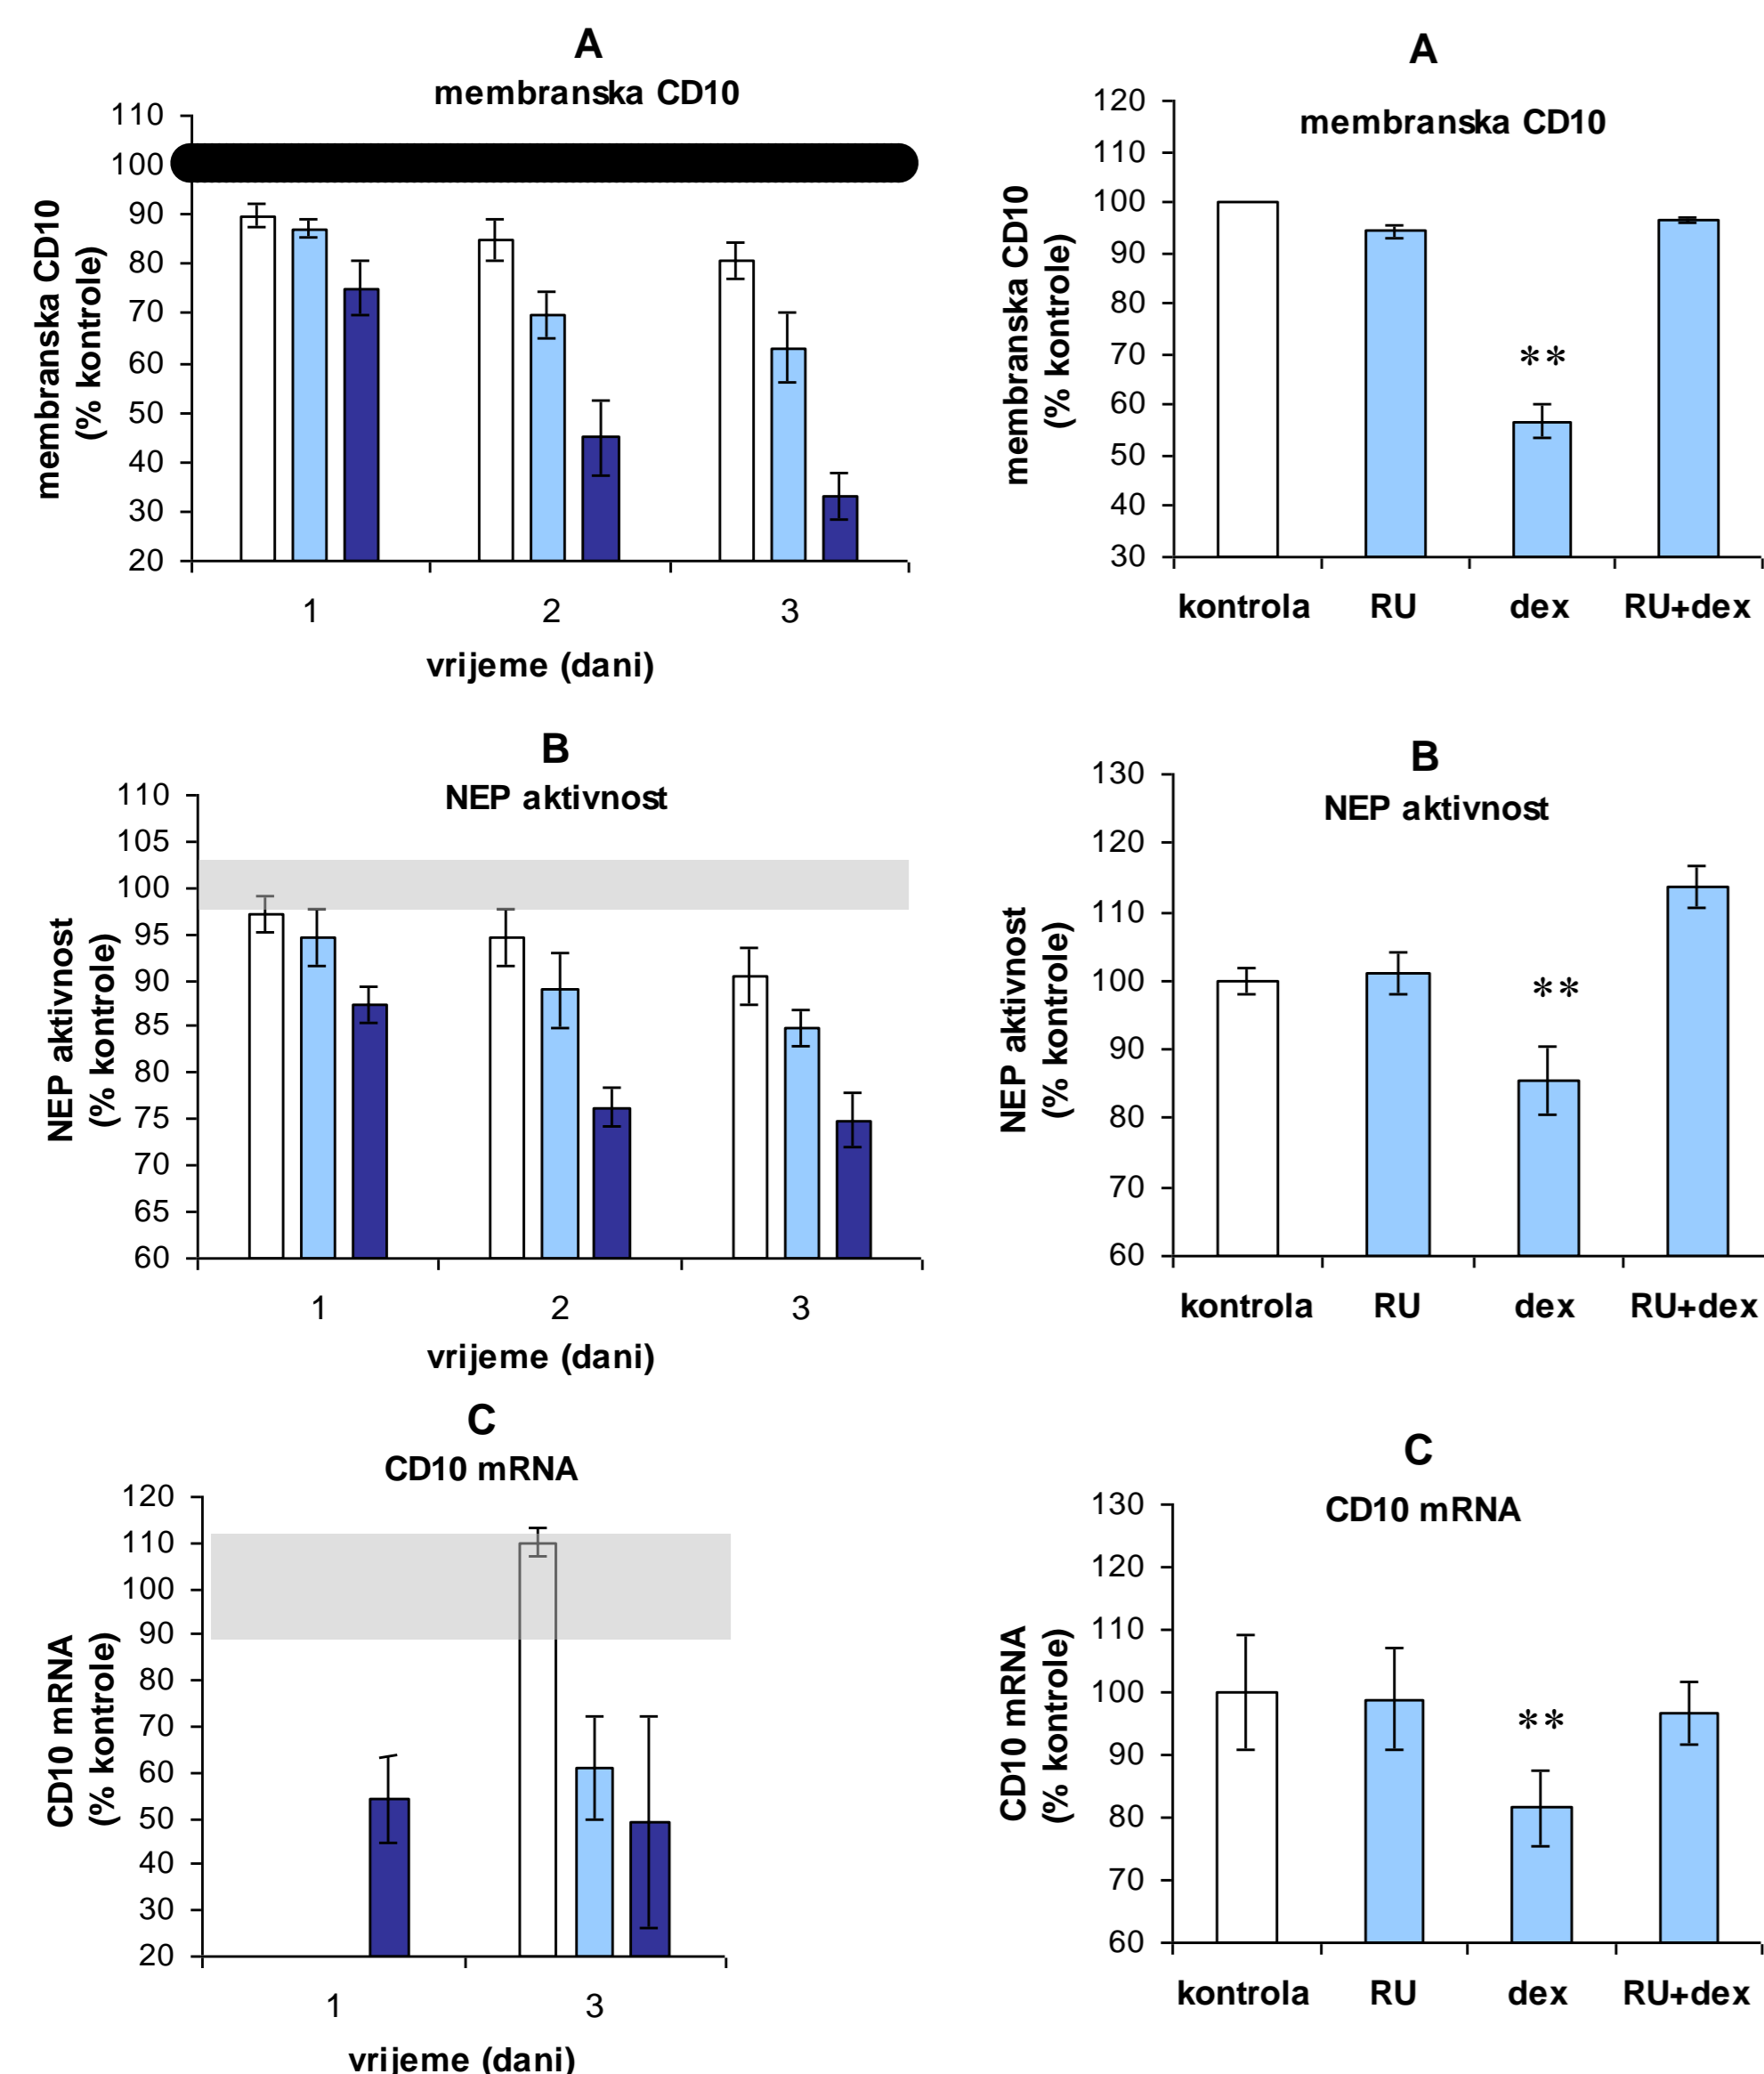 A
membranska CD10
membranska CD10
(% kontrole)
110
100
90
80
70
60
50
40
30
20
1 2 3
vrijeme (dani)
B
NEP aktivnost
NEP aktivnost
(% kontrole)
110
105
100
95
90
85
80
75
70
65
60
1 2 3
vrijeme (dani)
C
CD10 mRNA
CD10 mRNA
(% kontrole)
120
110
100
90
80
70
60
50
40
30
20
1 3
vrijeme (dani)
A
membranska CD10
membranska CD10
(% kontrole)
120
110
100
90
80
70
60
50
40
30
**
kontrola RU dex RU+dex
B
NEP aktivnost
NEP aktivnost
(% kontrole)
130
120
110
100
90
80
70
60
**
kontrola RU dex RU+dex
C
CD10 mRNA
CD10 mRNA
(% kontrole)
130
120
110
100
90
80
70
60
**
kontrola RU dex RU+dex